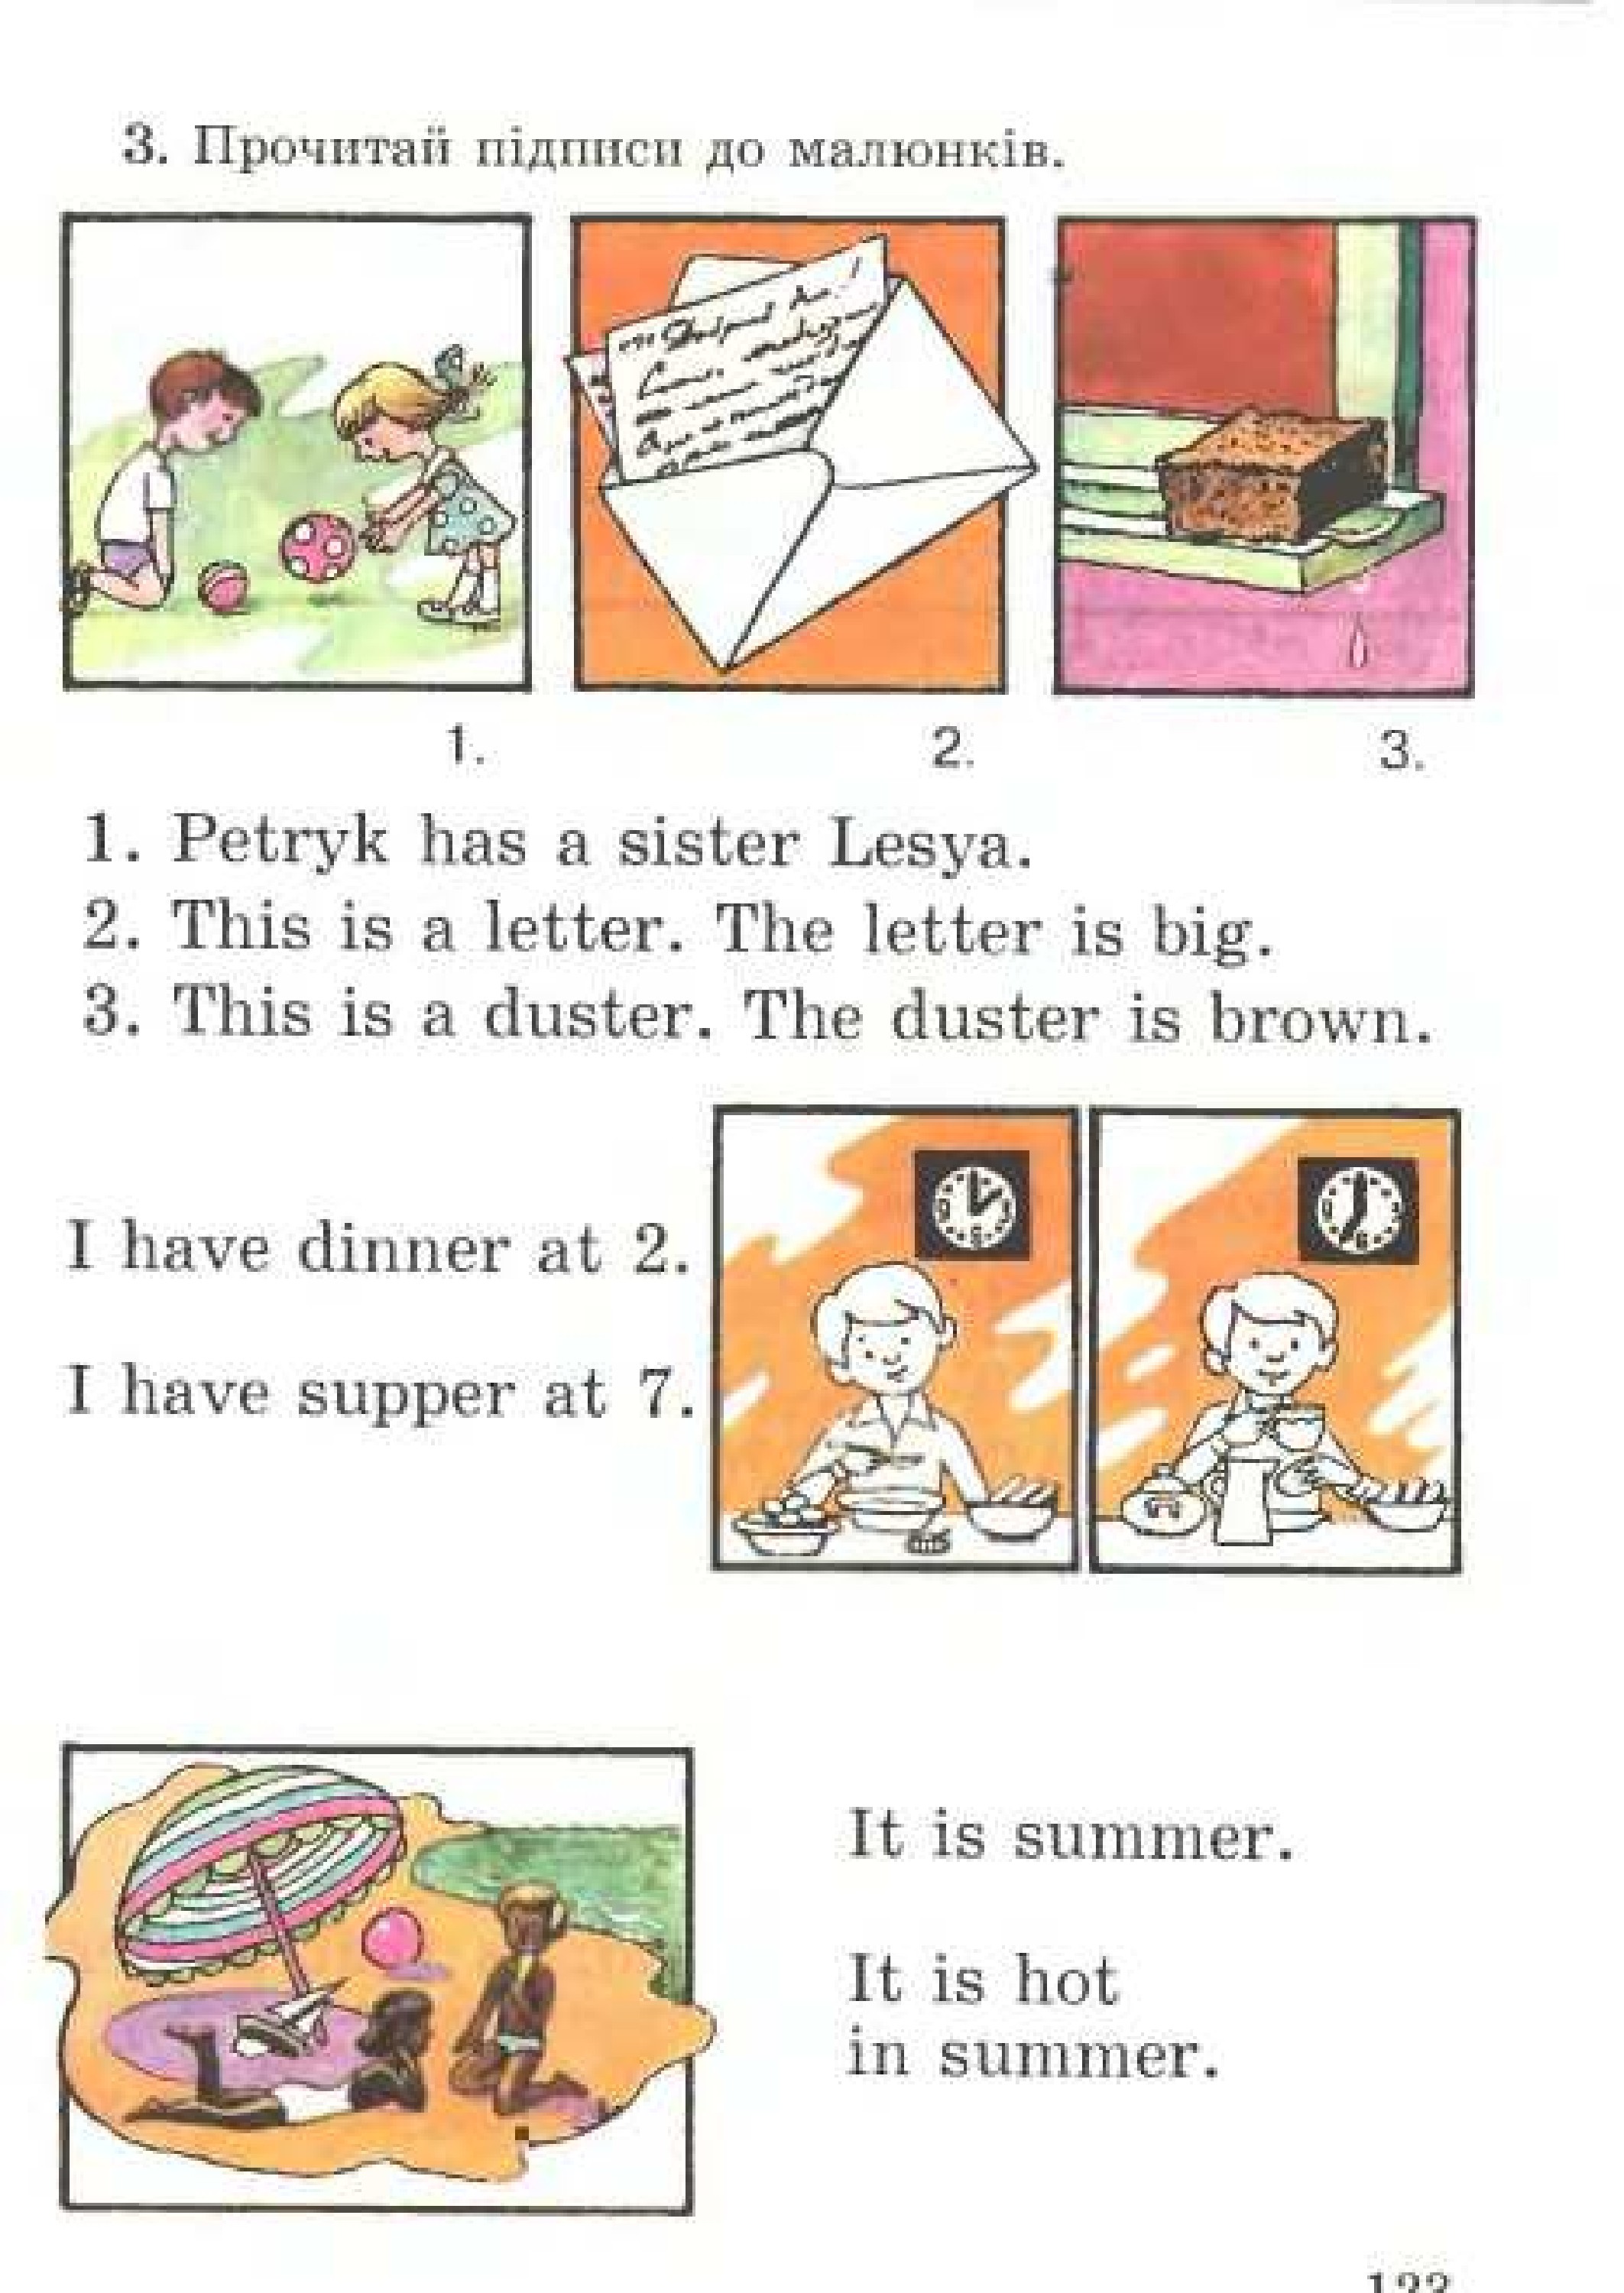 3. Прочитай підписи до малюнків.
1.
2.
3.
1. Petryk has a sister Lesya.
2. This is a letter. The letter is big.
3. This is a duster. The duster is brown.
I have dinner at 2.
I have supper at 7.
It is summer.
It is hot
in summer.